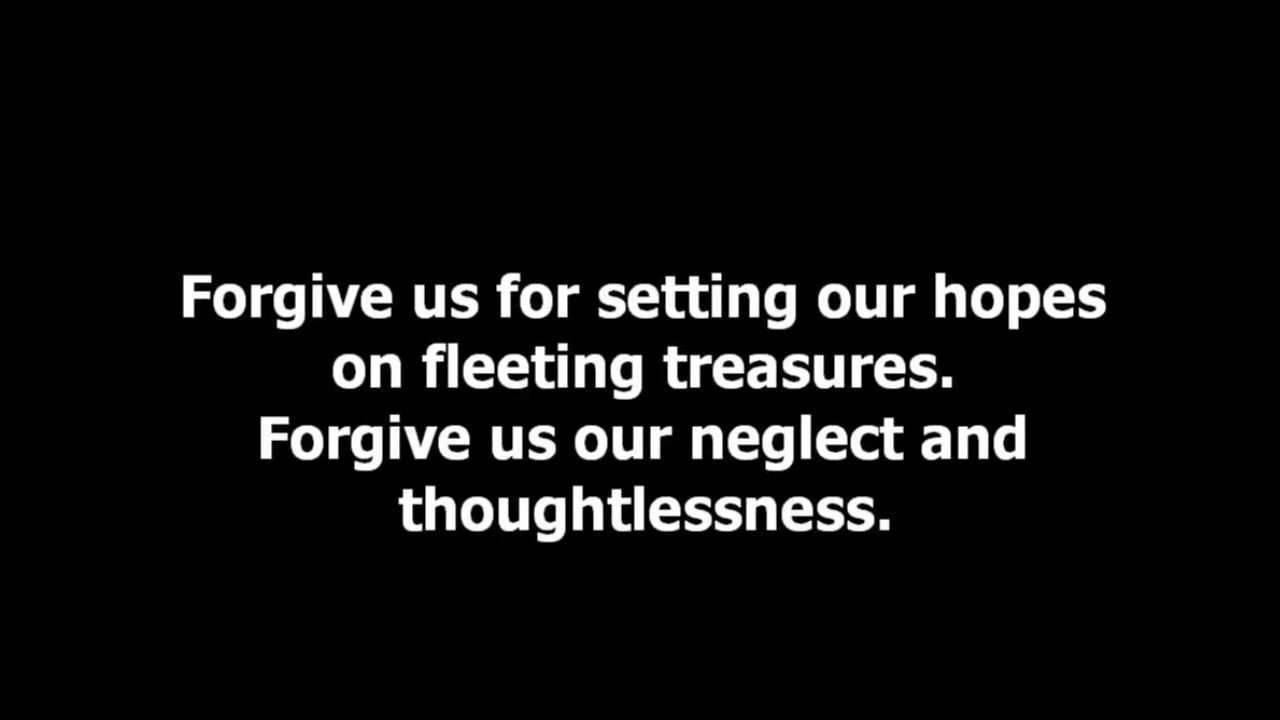 Forgive us for setting our hopes
on fleeting treasures.
Forgive us our neglect and
thoughtlessness.